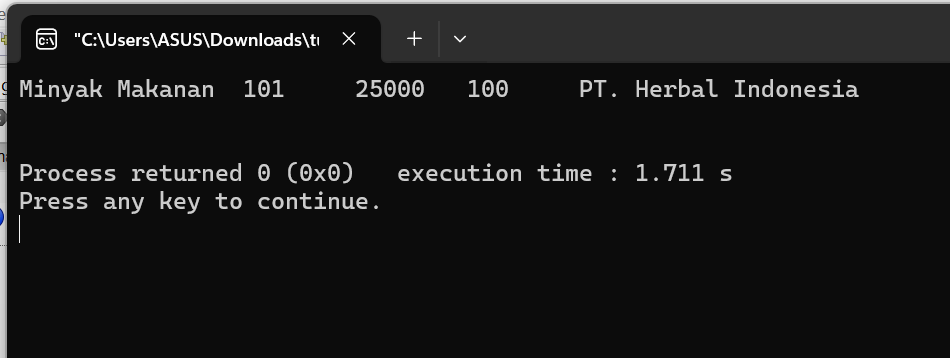 "C:\Users\ASUS\Downloads\tu
Minyak Makanan  101     25000   100     PT. Herbal Indonesia
Process returned 0 (0x0)   execution time : 1.711 s
Press any key to continue.